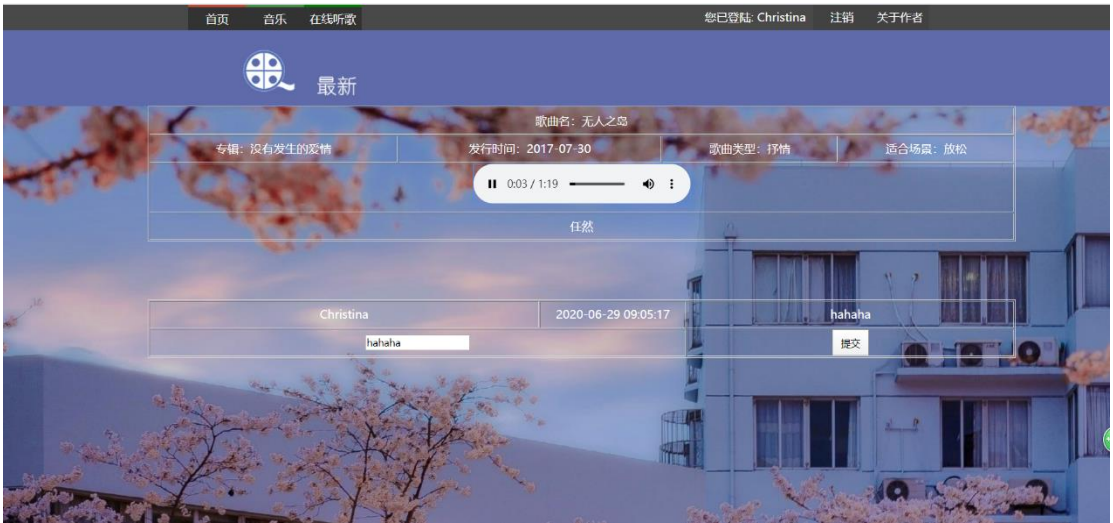 首页 音乐 在线听歌 您已登陆: Christina 注销 关于作者
最新
歌曲名：无人之岛
专辑：没有发生的爱情 发行时间：2017-07-30 歌曲类型：抒情 适合场景：放松
0:03 / 1:19
任然
Christina 2020-06-29 09:05:17 hahaha
hahaha 提交